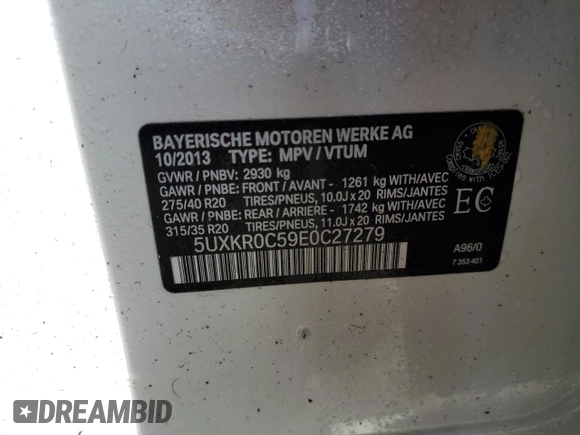 BAYERISCHE MOTOREN WERKE AG
10/2013 TYPE: MPV / VTUM
GVWR / PNBV: 2930 kg
GAWR / PNBE: FRONT / AVANT - 1261 kg WITH/AVEC
275/40 R20 TIRES/PNEUS, 10.0J x 20 RIMS/JANTES
GAWR / PNBE: REAR / ARRIERE - 1742 kg WITH/AVEC
315/35 R20 TIRES/PNEUS, 11.0J x 20 RIMS/JANTES
EC
5UXKR0C59E0C27279
A96/0
7 353 401
DREAMBID